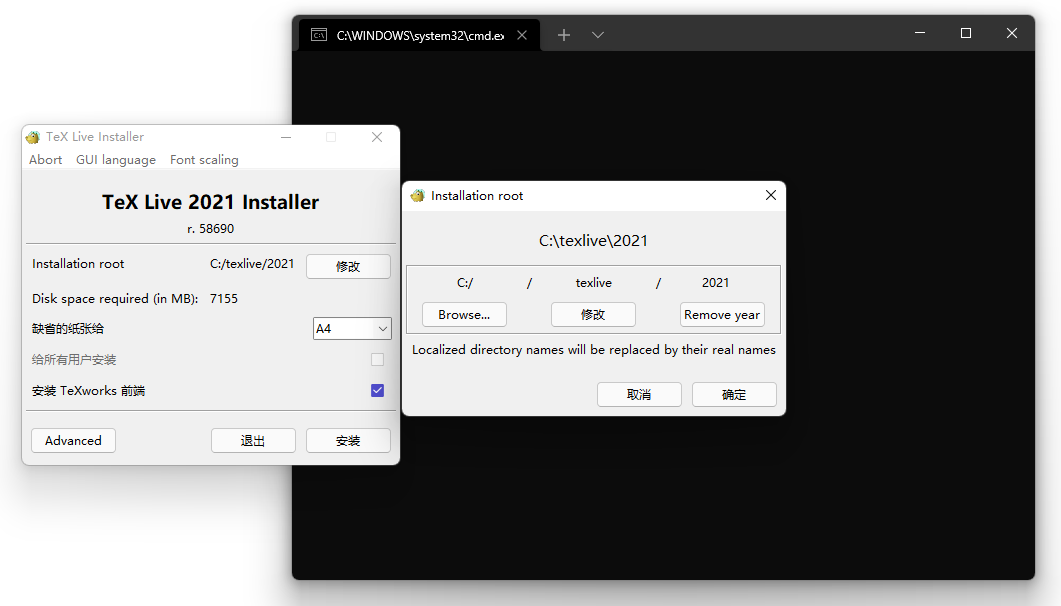 C:\WINDOWS\system32\cmd.ex
TeX Live Installer
Abort GUI language Font scaling
TeX Live 2021 Installer
r. 58690
Installation root C:/texlive/2021 修改
Disk space required (in MB): 7155
缺省的纸张给 A4
给所有用户安装
安装 TeXworks 前端
Advanced 退出 安装
Installation root
C:\texlive\2021
C:/ / texlive / 2021
Browse... 修改 Remove year
Localized directory names will be replaced by their real names
取消 确定